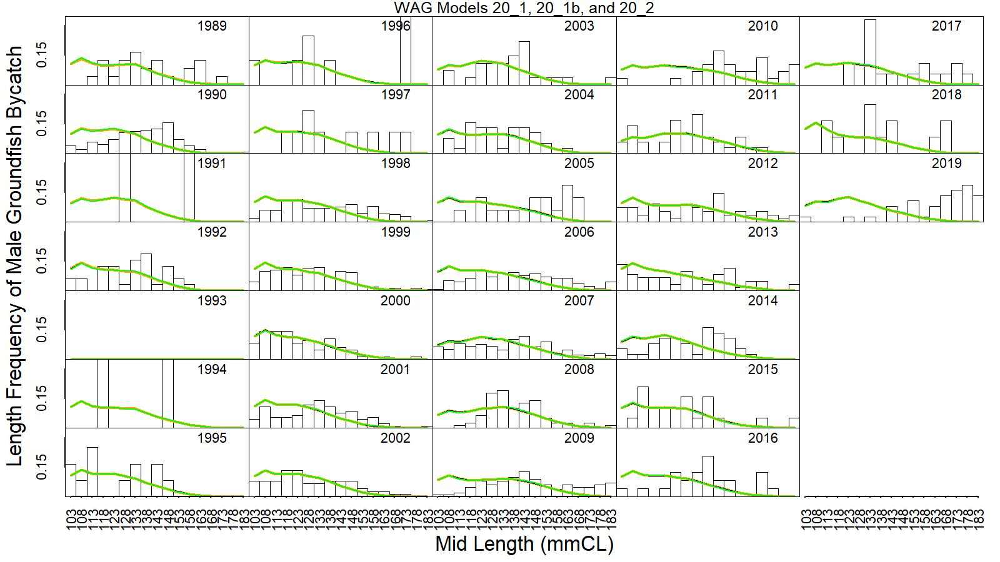 WAG Models 20_1, 20_1b, and 20_2
Length Frequency of Male Groundfish Bycatch
1989 1996 2003 2010 2017
0.15
1990 1997 2004 2011 2018
0.15
1991 1998 2005 2012 2019
0.15
1992 1999 2006 2013
0.15
1993 2000 2007 2014
0.15
1994 2001 2008 2015
0.15
1995 2002 2009 2016
0.15
103 108 113 118 123 128 133 138 143 148 153 158 163 168 173 178 183
103 108 113 118 123 128 133 138 143 148 153 158 163 168 173 178 183
103 108 113 118 123 128 133 138 143 148 153 158 163 168 173 178 183
103 108 113 118 123 128 133 138 143 148 153 158 163 168 173 178 183
Mid Length (mmCL)